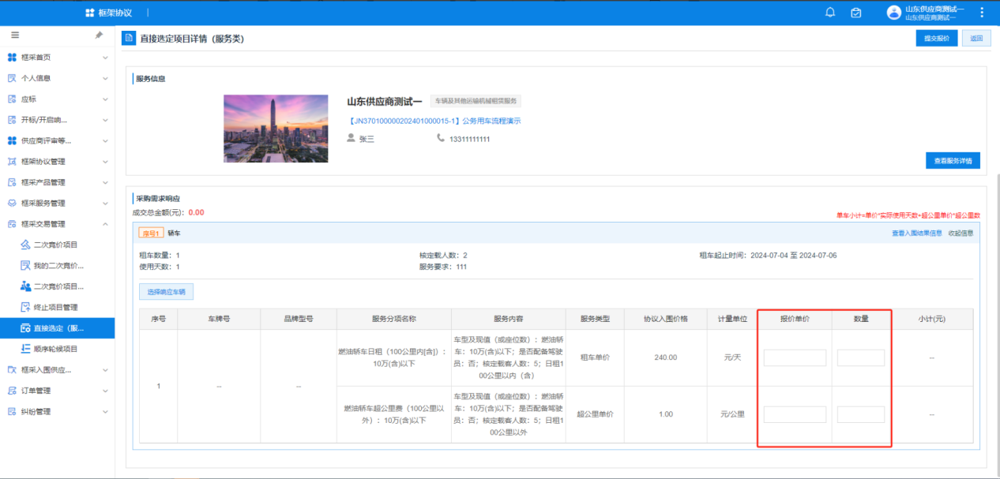 框架协议
山东供应商测试一
山东供应商测试一
直接选定项目详情（服务类）
提交报价
返回
框采首页
个人信息
应标
开标/开启响...
供应商评审等...
框架协议管理
框采产品管理
框采服务管理
框采交易管理
二次竞价项目
我的二次竞价...
二次竞价项目...
终止项目管理
直接选定（服...
顺序轮候项目
框采入围供应...
订单管理
纠纷管理
服务信息
山东供应商测试一 车辆及其他运输机械租赁服务
【JN370100000202401000015-1】公务用车流程演示
张三 13311111111
查看服务详情
采购需求响应
成交总金额(元)：0.00
单车小计=单价*实际使用天数+超公里单价*超公里数
序号1 轿车
查看入围结果信息 收起信息
租车数量：1 核定载人数：2 租车起止时间：2024-07-04 至 2024-07-06
使用天数：1 服务要求：111
选择响应车辆
序号 车牌号 品牌型号 服务分项名称 服务内容 服务类型 协议入围价格 计量单位 报价单价 数量 小计(元)
1 -- --
燃油轿车日租（100公里内[含]）：
10万(含)以下
车型及现值（或座位数）：燃油轿
车：10万(含)以下；是否配备驾驶
员：否；核定载客人数：5；日租1
00公里以内（含）
租车单价 240.00 元/天 --
燃油轿车超公里费（100公里以
外）：10万(含)以下
车型及现值（或座位数）：燃油轿
车：10万(含)以下；是否配备驾驶
员：否；核定载客人数：5；日租1
00公里以外
超公里单价 1.00 元/公里 --